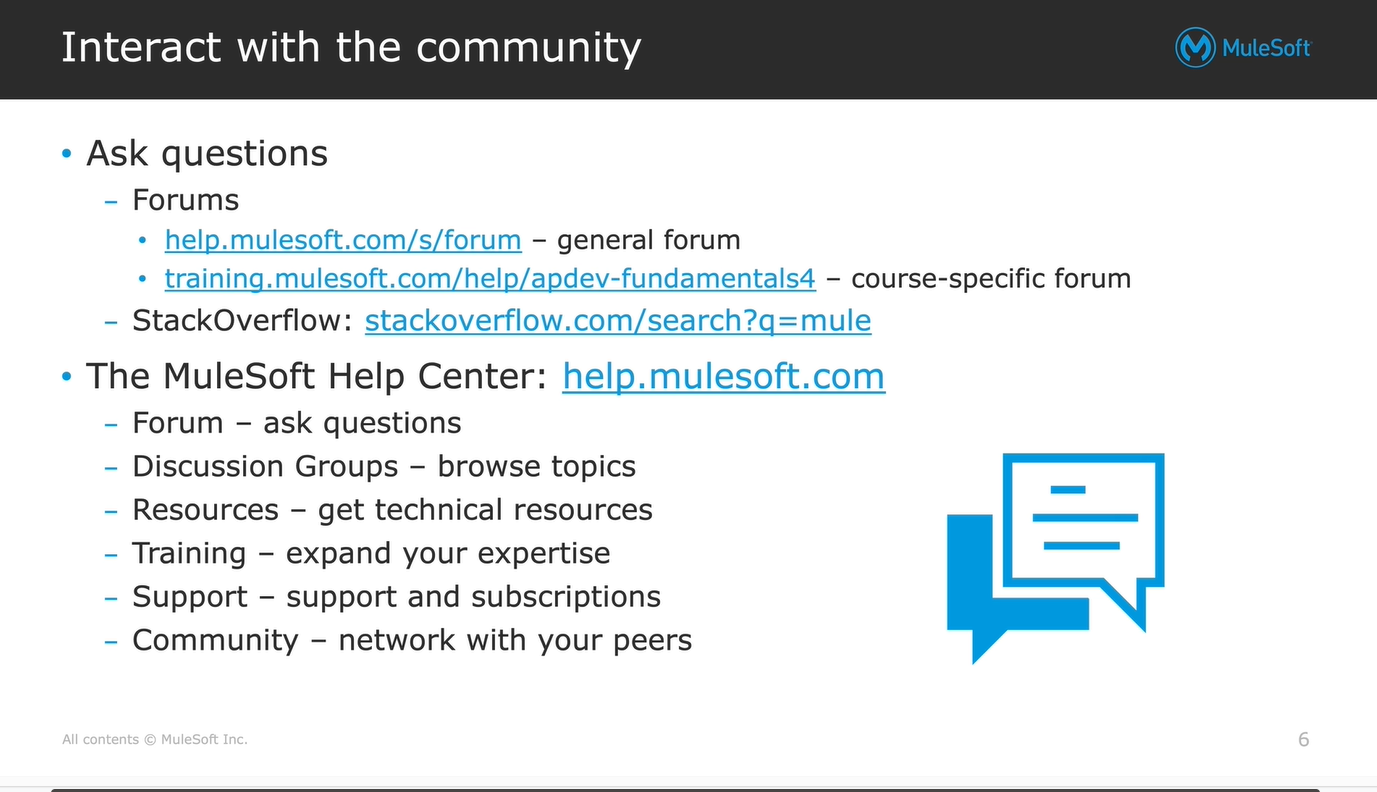 Interact with the community
MuleSoft
• Ask questions
– Forums
• help.mulesoft.com/s/forum – general forum
• training.mulesoft.com/help/apdev-fundamentals4 – course-specific forum
– StackOverflow: stackoverflow.com/search?q=mule
• The MuleSoft Help Center: help.mulesoft.com
– Forum – ask questions
– Discussion Groups – browse topics
– Resources – get technical resources
– Training – expand your expertise
– Support – support and subscriptions
– Community – network with your peers
All contents © MuleSoft Inc.
6